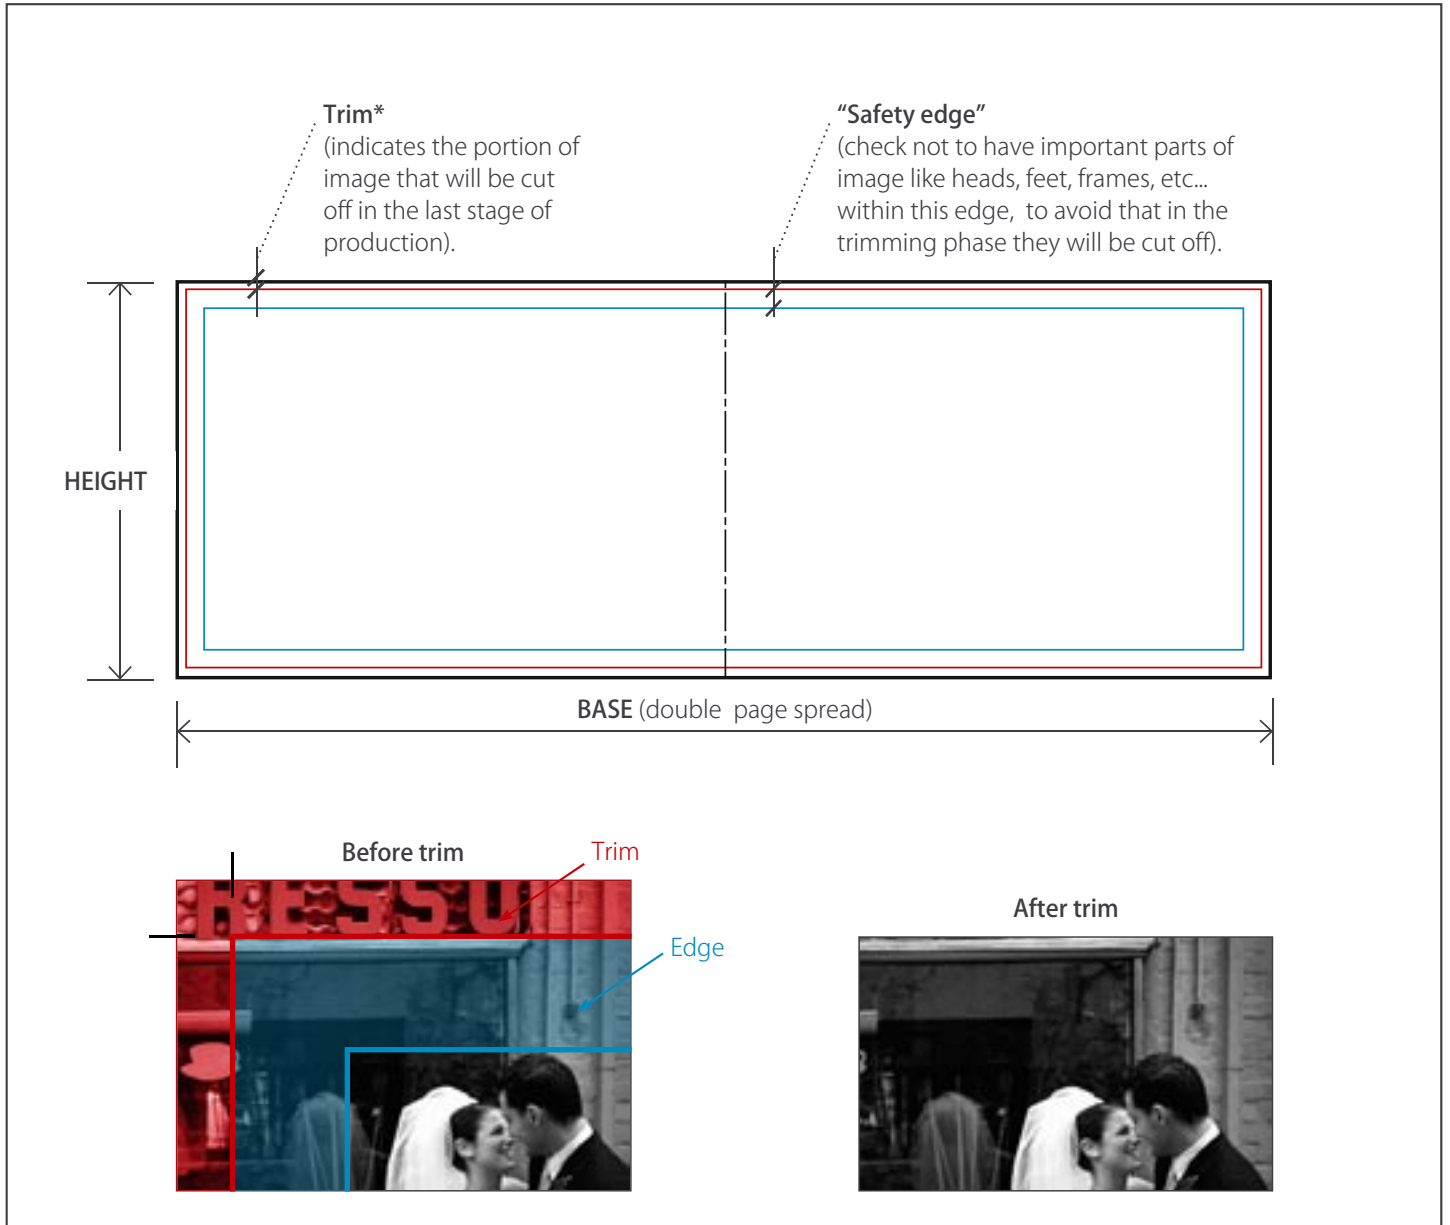 Trim*
(indicates the portion of
image that will be cut
off in the last stage of
production).
“Safety edge”
(check not to have important parts of
image like heads, feet, frames, etc...
within this edge,  to avoid that in the
trimming phase they will be cut off).
HEIGHT
BASE (double  page spread)
Before trim
Trim
RESSO
Edge
After trim